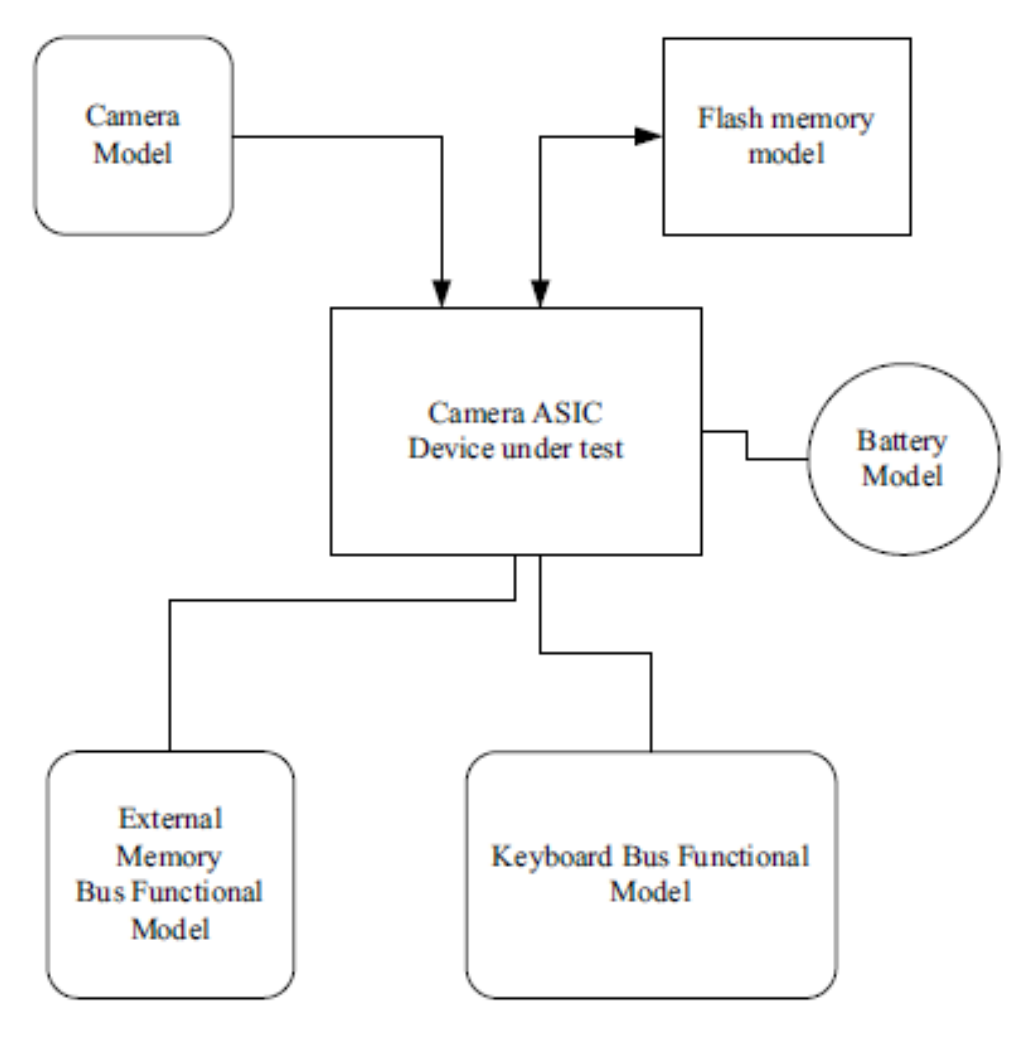 Camera
Model
Flash memory
model
Camera ASIC
Device under test
Battery
Model
External
Memory
Bus Functional
Model
Keyboard Bus Functional
Model